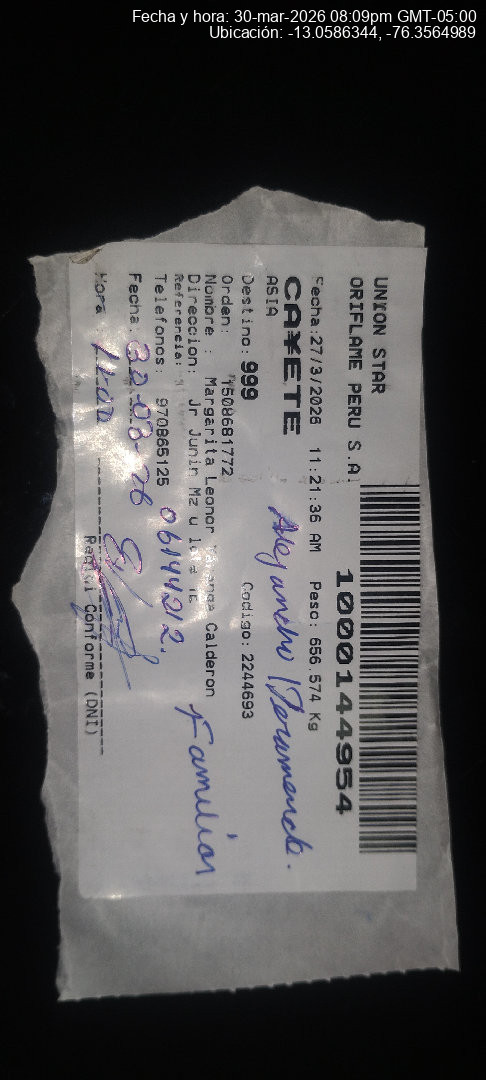 Fecha y hora: 30-mar-2026 08:09pm GMT-05:00
Ubicación: -13.0586344, -76.3564989
UNION STAR
ORIFLAME PERU S.A.
1000144954
Fecha:27/3/2026 11:21:36 AM Peso: 656.574 Kg
CA¥ETE
ASIA
Alejandro
Destino: 999 Codigo: 2244693
Orden: 1508681772
Nombre : Margarita Leonor Calderon
Direccion: Jr Junin Mz u
Referencia:
Familiar
Telefonos: 970865125
06144212.
Fecha: 30-03-26
Hora :
Recivi Conforme (DNI)